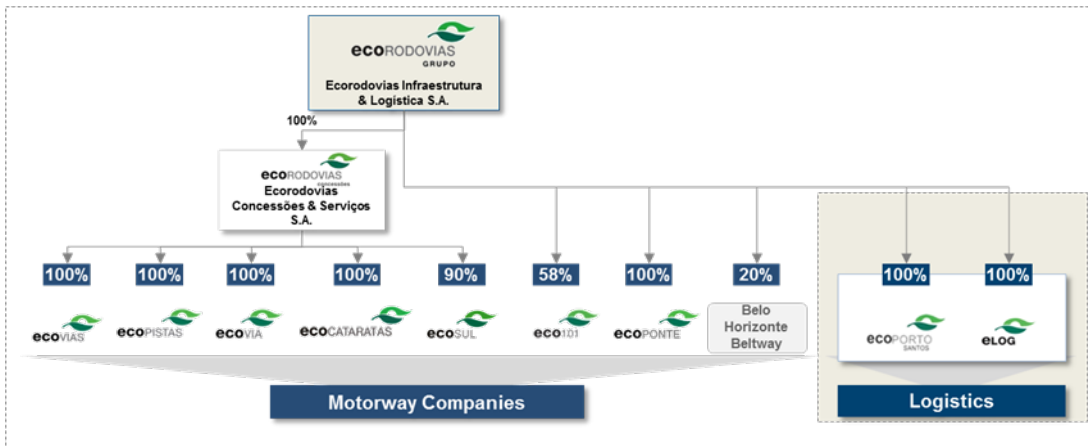 ecoRODOVIAS
GRUPO
Ecorodovias Infraestrutura
& Logística S.A.
100%
ecoRODOVIAS
concessões
Ecorodovias
Concessões & Serviços
S.A.
100%
100%
100%
100%
90%
58%
100%
20%
100%
100%
ecoVIAS
ecoPISTAS
ecoVIA
ecoCATARATAS
ecoSUL
eco101
ecoPONTE
Belo
Horizonte
Beltway
ecoPORTO
SANTOS
eLOG
Motorway Companies
Logistics